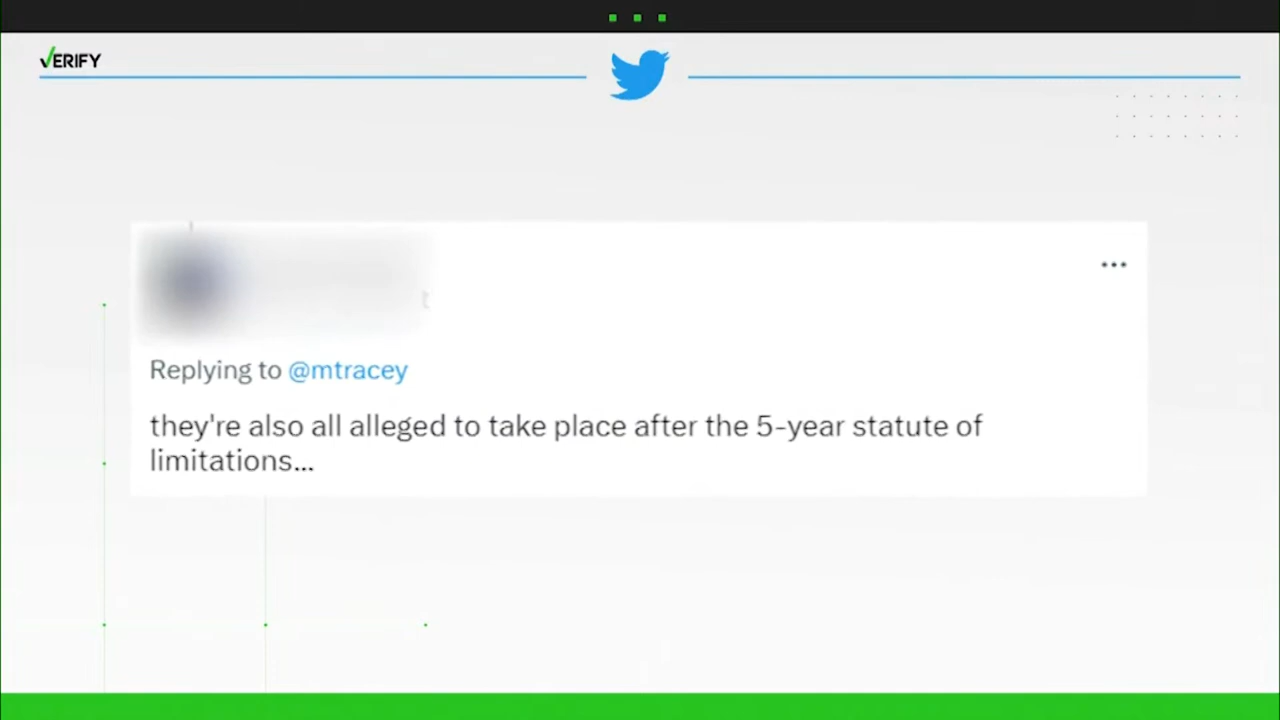 VERIFY
Replying to @mtracey
they're also all alleged to take place after the 5-year statute of
limitations...